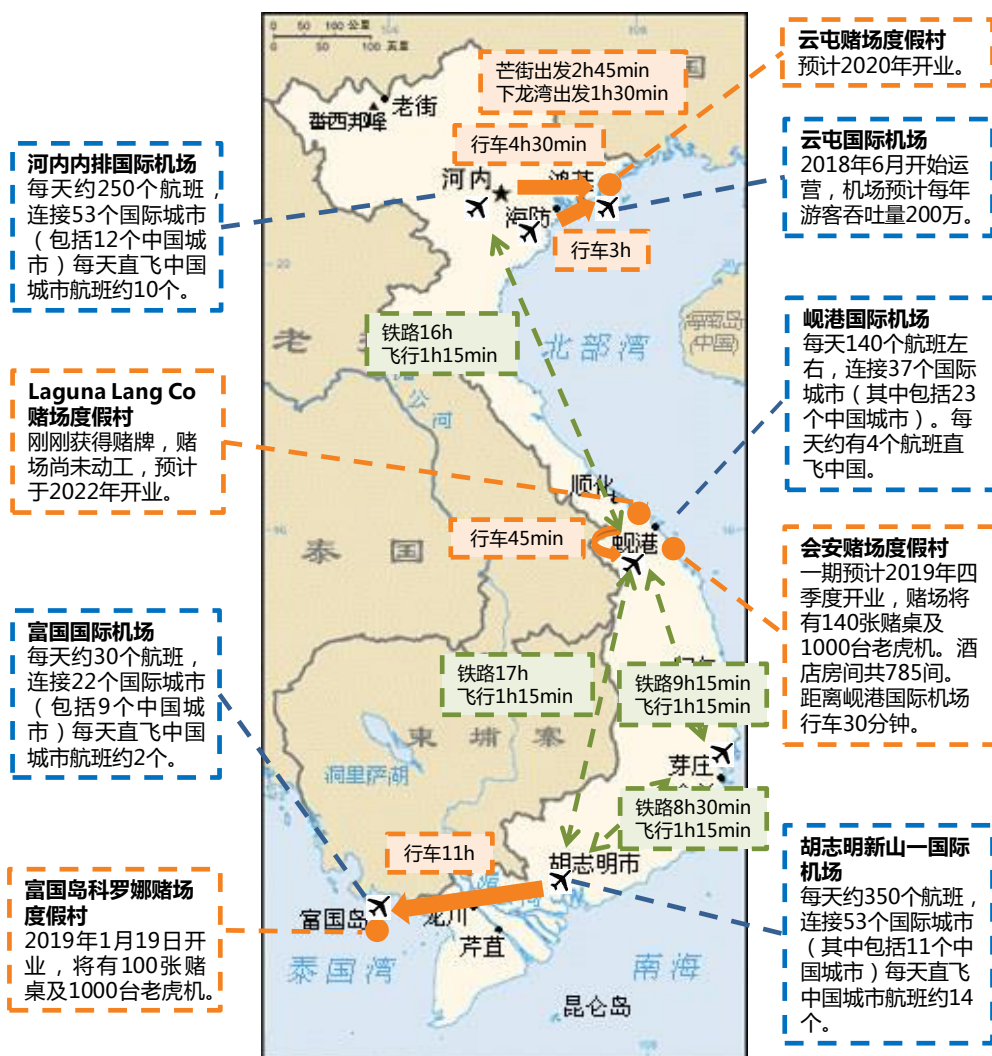 0 50 100 公里
0 50 100 英里
芒街出发2h45min
下龙湾出发1h30min
国
老街
番西邦峰
行车4h30min
河内
鸿基
海防
行车3h
20
铁路16h
飞行1h15min
老
北部湾
海南岛
(中国)
公
河
顺化
16
16
行车45min
岘港
泰 国
铁路17h
飞行1h15min
铁路9h15min
飞行1h15min
柬 埔 寨
洞里萨湖
芽庄
铁路8h30min
飞行1h15min
行车11h
胡志明市
富国岛
龙川
芹苴
泰国湾
南海
昆仑岛
河内内排国际机场
每天约250个航班，
连接53个国际城市
（包括12个中国城
市）每天直飞中国
城市航班约10个。
Laguna Lang Co
赌场度假村
刚刚获得赌牌，赌
场尚未动工，预计
于2022年开业。
富国国际机场
每天约30个航班，
连接22个国际城市
（包括9个中国城
市）每天直飞中国
城市航班约2个。
富国岛科罗娜赌场
度假村
2019年1月19日开
业，将有100张赌
桌及1000台老虎机。
云屯赌场度假村
预计2020年开业。
云屯国际机场
2018年6月开始运
营，机场预计每年
游客吞吐量200万。
岘港国际机场
每天140个航班左
右，连接37个国际
城市（其中包括23
个中国城市）。每
天约有4个航班直
飞中国。
会安赌场度假村
一期预计2019年四
季度开业，赌场将
有140张赌桌及
1000台老虎机。酒
店房间共785间。
距离岘港国际机场
行车30分钟。
胡志明新山一国际
机场
每天约350个航班，
连接53个国际城市
（其中包括11个中
国城市）每天直飞
中国城市航班约14
个。